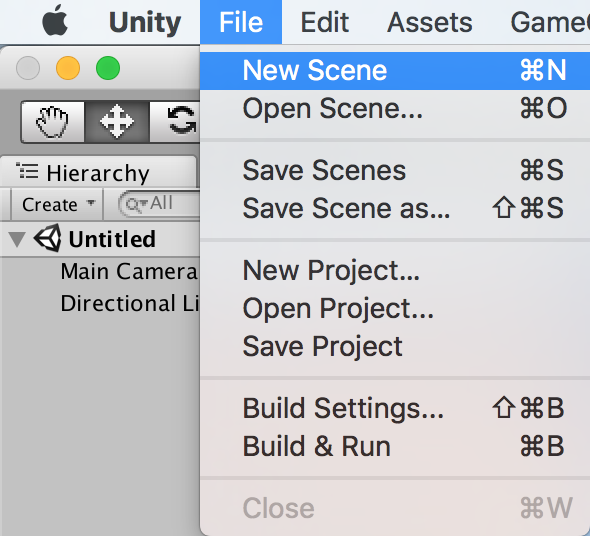 Unity File Edit Assets
New Scene ⌘N
Open Scene... ⌘O
Save Scenes ⌘S
Save Scene as... ⇧⌘S
New Project...
Open Project...
Save Project
Build Settings... ⇧⌘B
Build & Run ⌘B
Close ⌘W
Hierarchy
Create All
Untitled
Main Camera
Directional Li